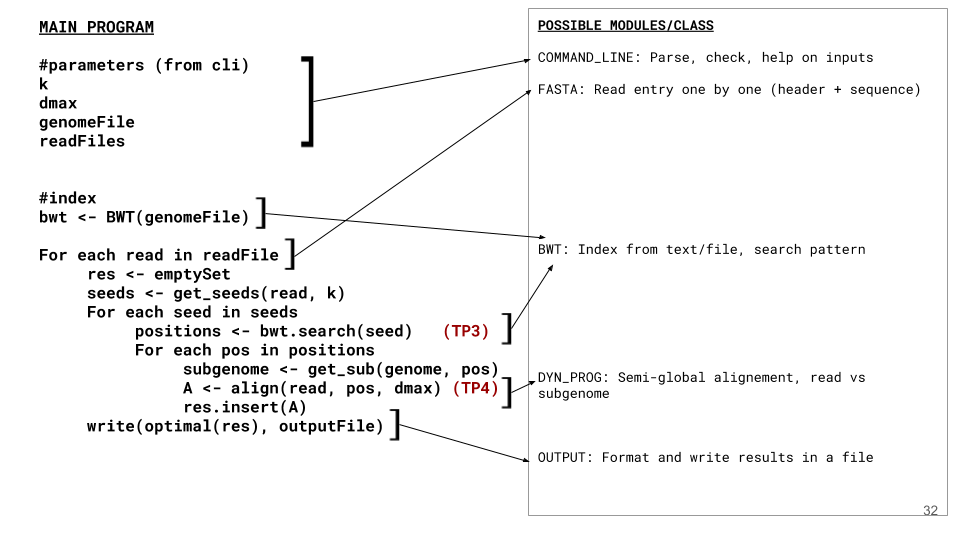 MAIN PROGRAM
#parameters (from cli)
k
dmax
genomeFile
readFiles
#index
bwt <- BWT(genomeFile)
For each read in readFile
res <- emptySet
seeds <- get_seeds(read, k)
For each seed in seeds
positions <- bwt.search(seed) (TP3)
For each pos in positions
subgenome <- get_sub(genome, pos)
A <- align(read, pos, dmax) (TP4)
res.insert(A)
write(optimal(res), outputFile)
POSSIBLE MODULES/CLASS
COMMAND_LINE: Parse, check, help on inputs
FASTA: Read entry one by one (header + sequence)
BWT: Index from text/file, search pattern
DYN_PROG: Semi-global alignement, read vs
subgenome
OUTPUT: Format and write results in a file
32